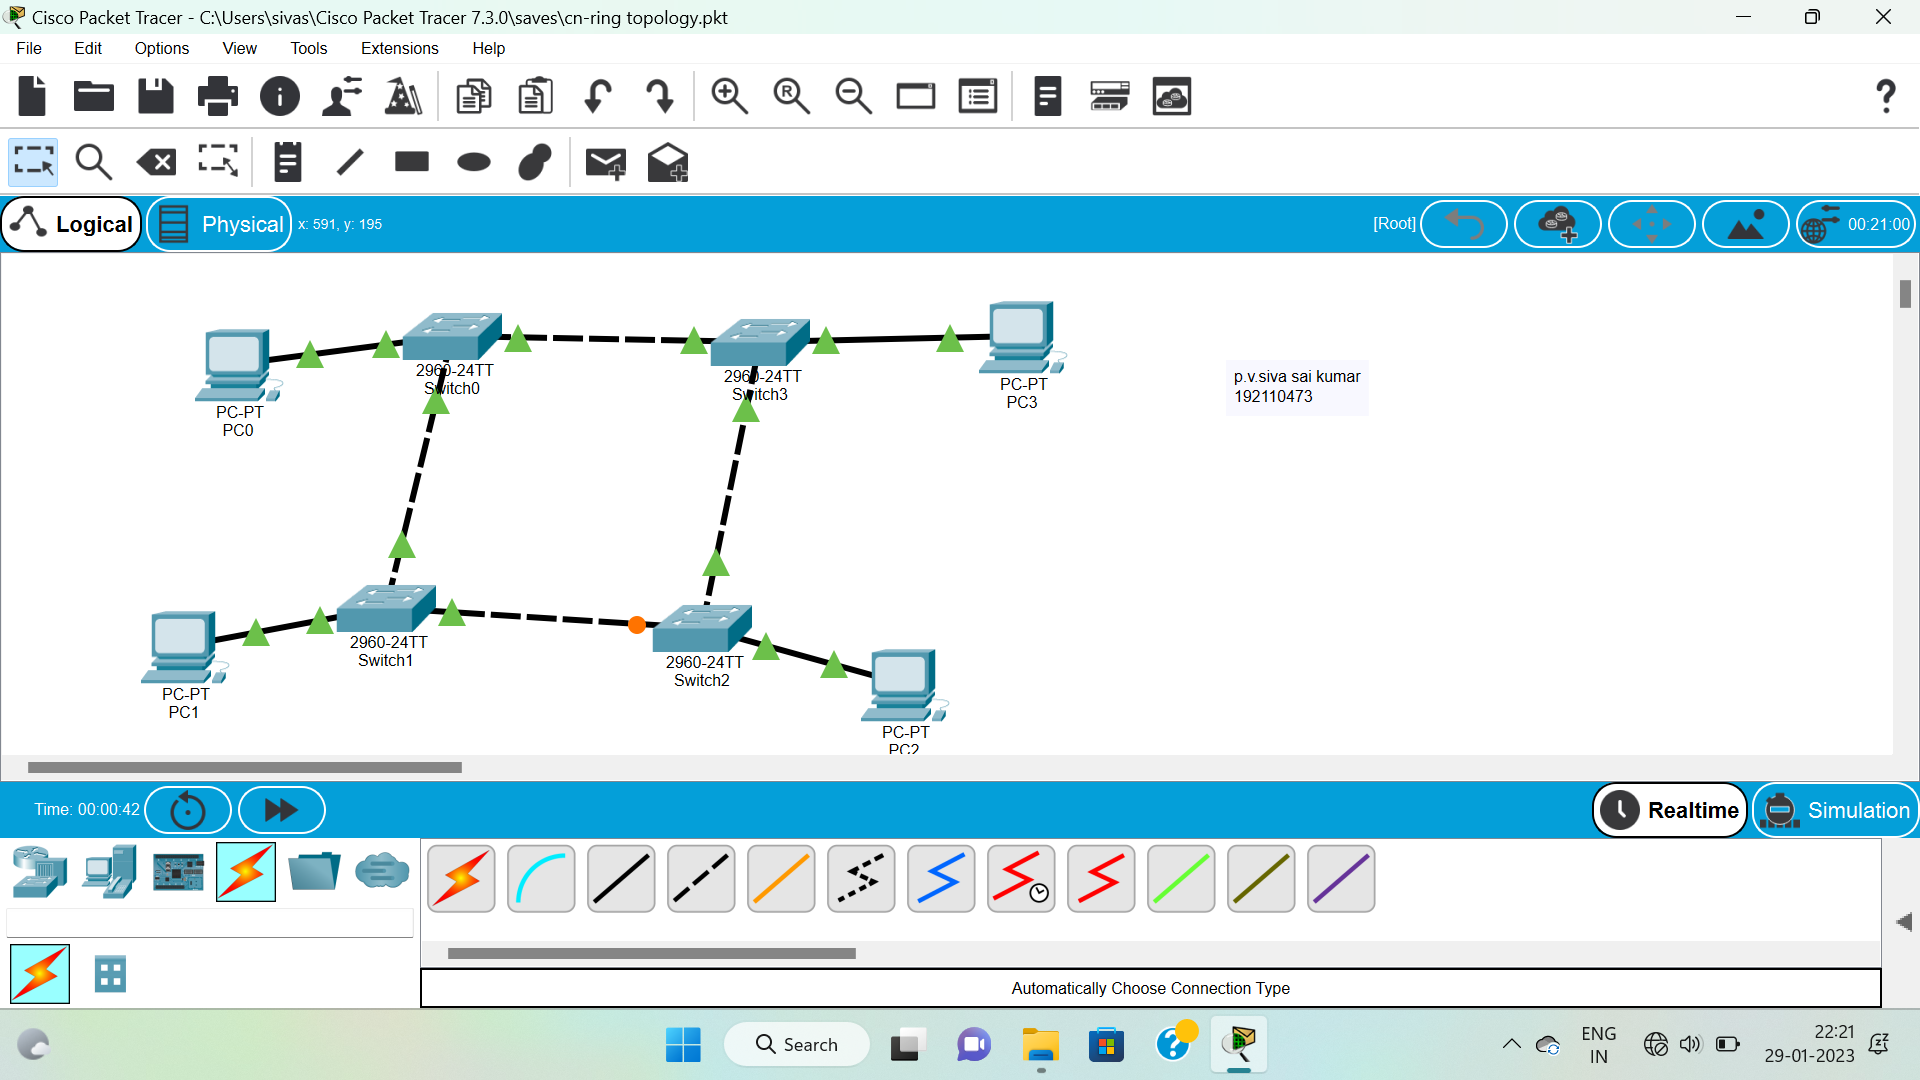 Cisco Packet Tracer - C:\Users\sivas\Cisco Packet Tracer 7.3.0\saves\cn-ring topology.pkt
File Edit Options View Tools Extensions Help
Logical Physical x: 591, y: 195 [Root] 00:21:00
PC-PT
PC0
2960-24TT
Switch0
2960-24TT
Switch3
PC-PT
PC3
p.v.siva sai kumar
192110473
PC-PT
PC1
2960-24TT
Switch1
2960-24TT
Switch2
PC-PT
PC2
Time: 00:00:42 Realtime Simulation
Automatically Choose Connection Type
Search
ENG
IN
22:21
29-01-2023